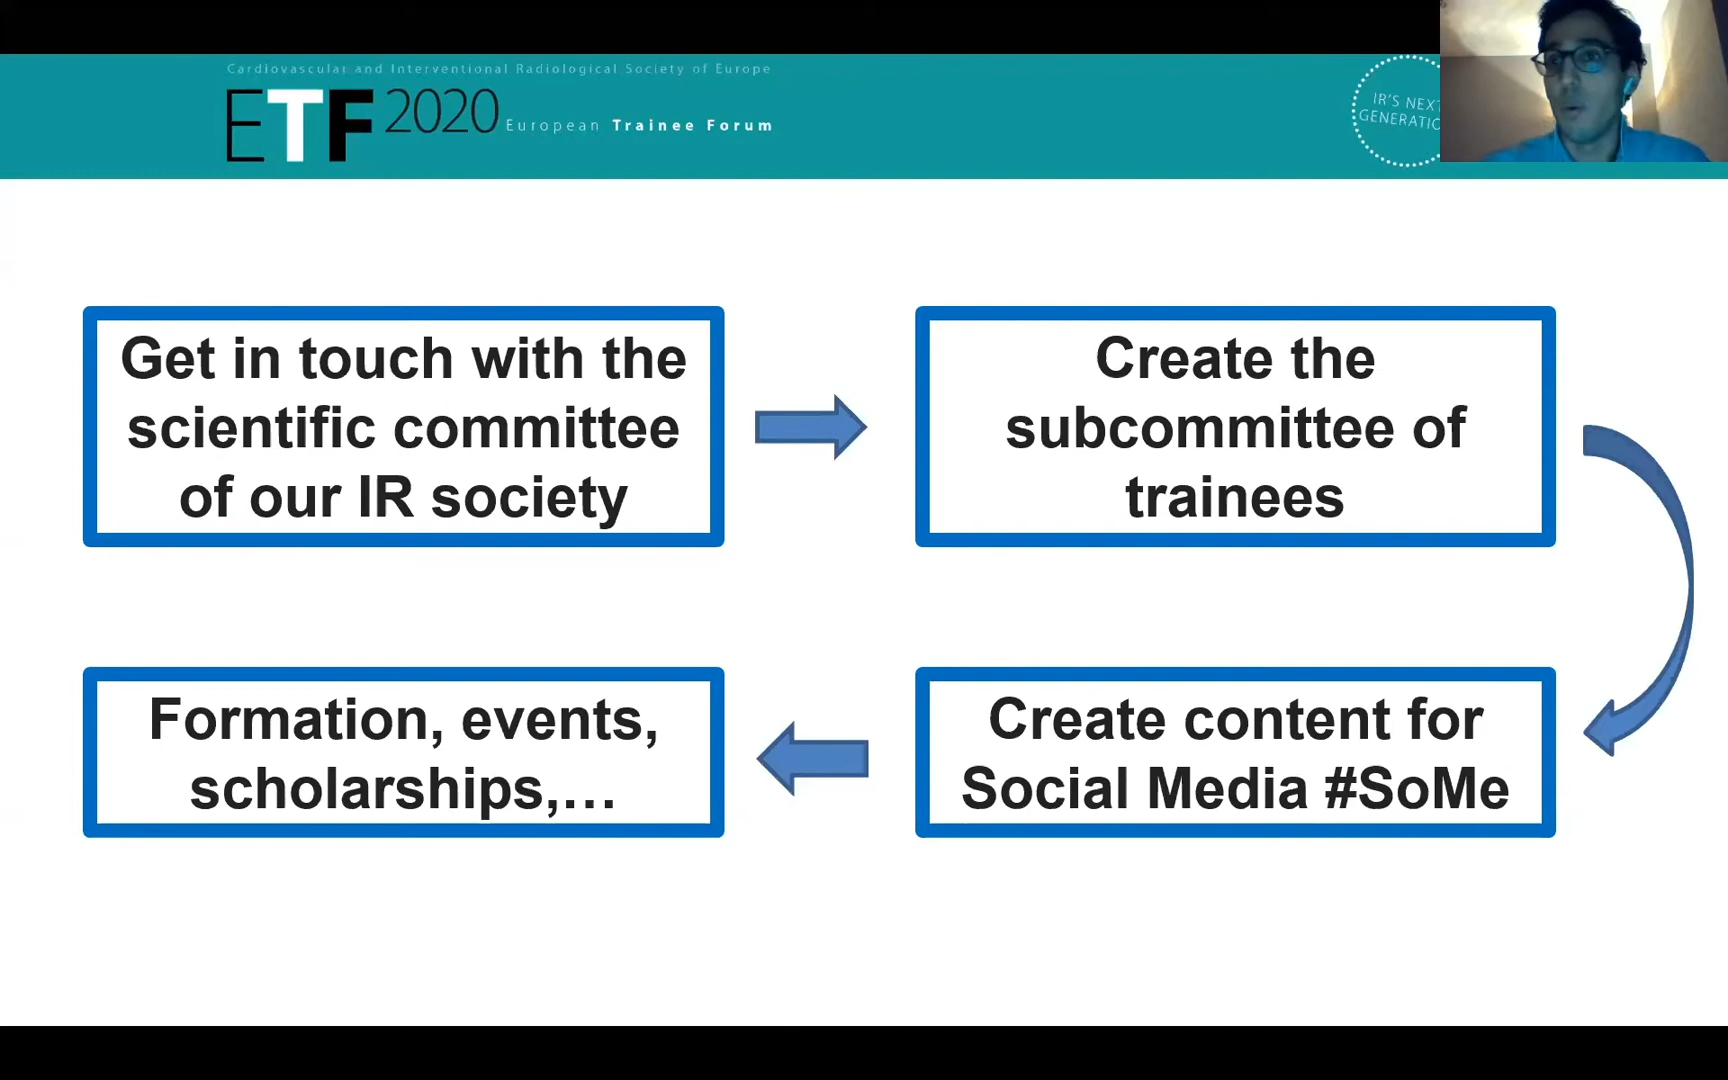 Cardiovascular and Interventional Radiological Society of Europe
ETF 2020 European Trainee Forum
IR'S NEXT
Get in touch with the
scientific committee
of our IR society
Create the
subcommittee of
trainees
Formation, events,
scholarships,...
Create content for
Social Media #SoMe